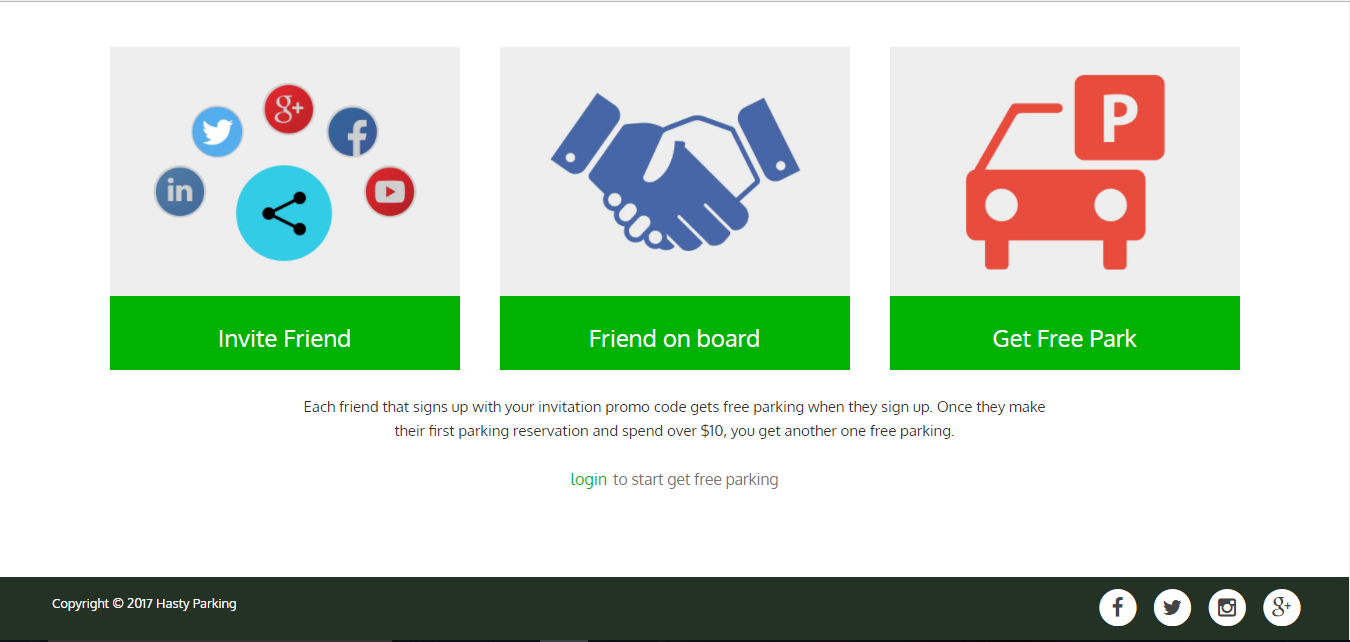 in
g+
f
P
Invite Friend
Friend on board
Get Free Park
Each friend that signs up with your invitation promo code gets free parking when they sign up. Once they make
their first parking reservation and spend over $10, you get another one free parking.
login to start get free parking
Copyright © 2017 Hasty Parking
f
g+